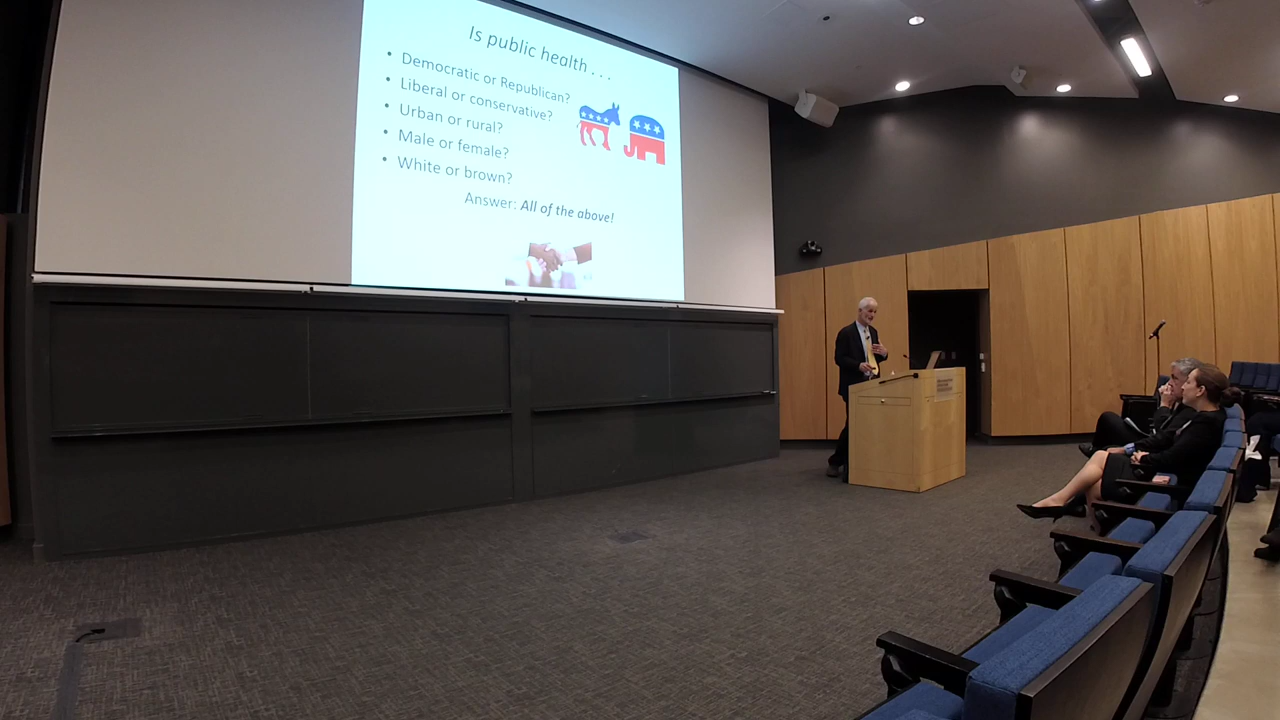 Is public health . . .
• Democratic or Republican?
• Liberal or conservative?
• Urban or rural?
• Male or female?
• White or brown?
Answer: All of the above!